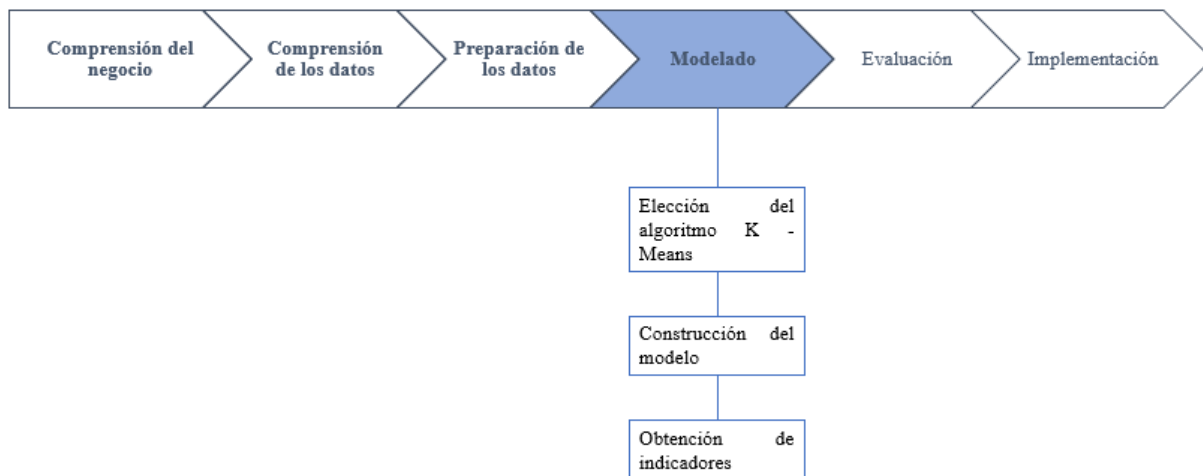 Comprensión del
negocio
Comprensión
de los datos
Preparación de
los datos
Modelado
Evaluación
Implementación
Elección del
algoritmo K -
Means
Construcción del
modelo
Obtención de
indicadores